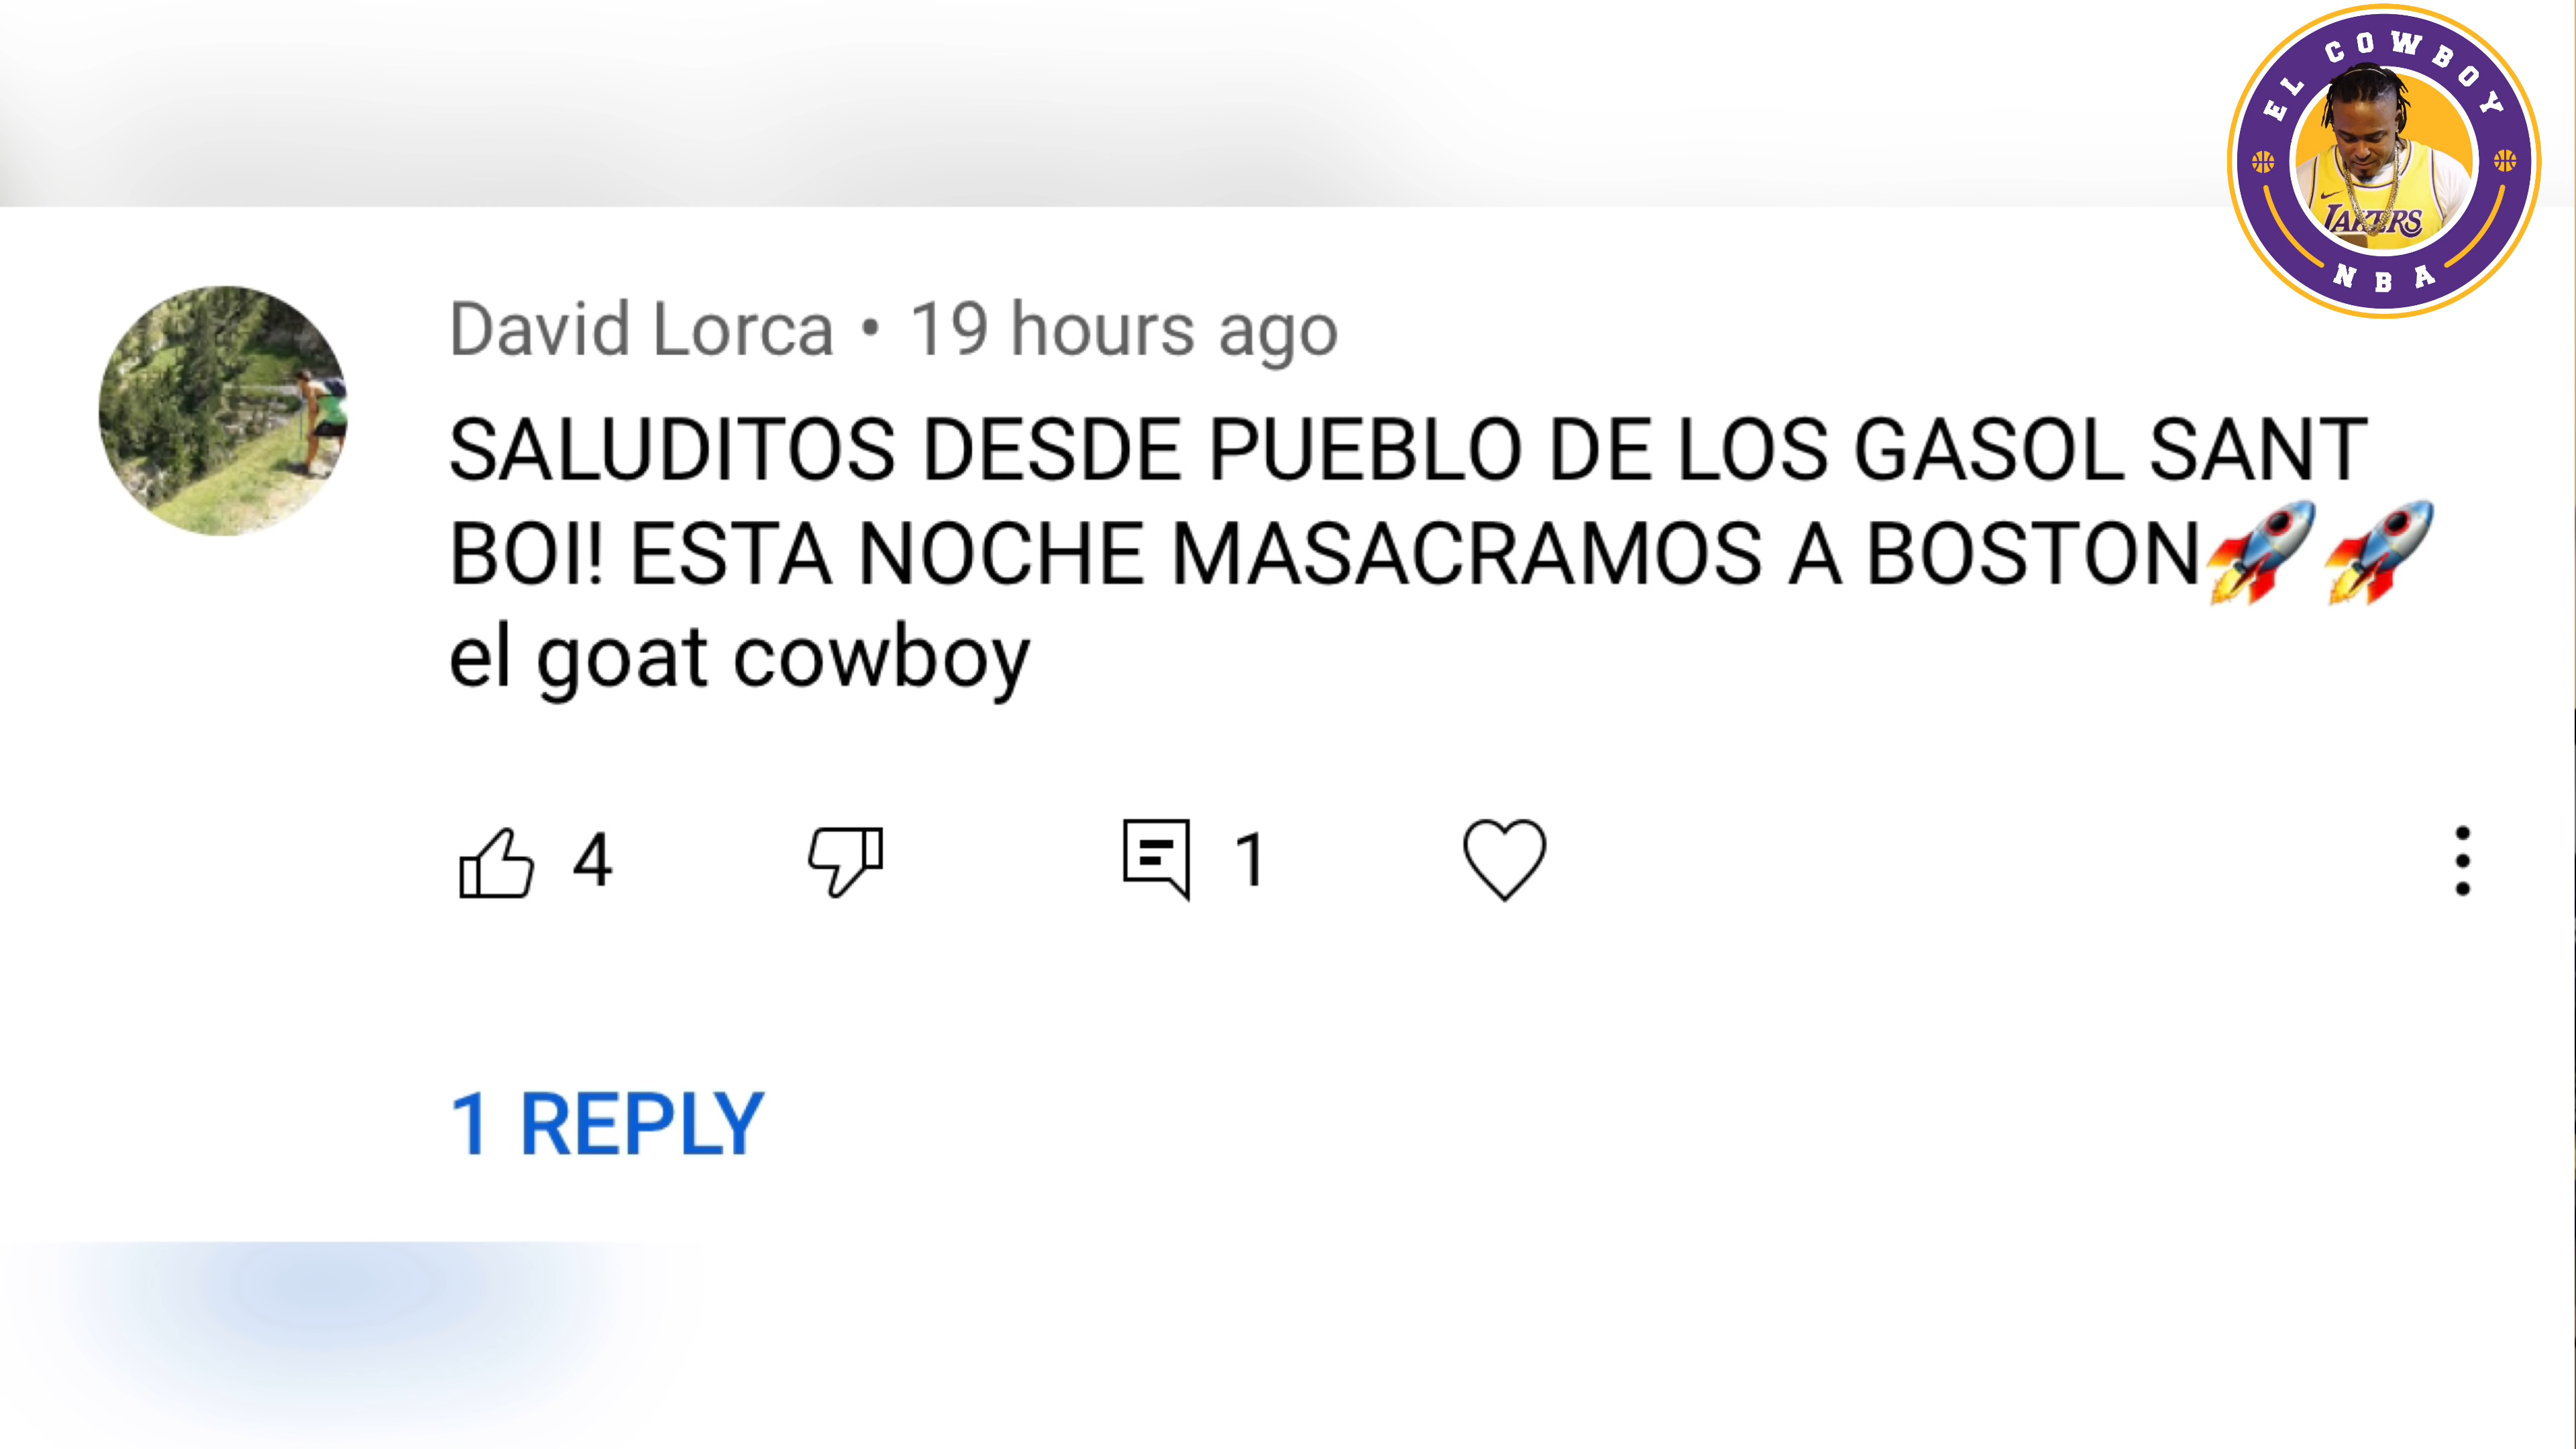 EL COWBOY
LAKERS
NBA
David Lorca • 19 hours ago
SALUDITOS DESDE PUEBLO DE LOS GASOL SANT
BOI! ESTA NOCHE MASACRAMOS A BOSTON🚀🚀
el goat cowboy
4
1
1 REPLY